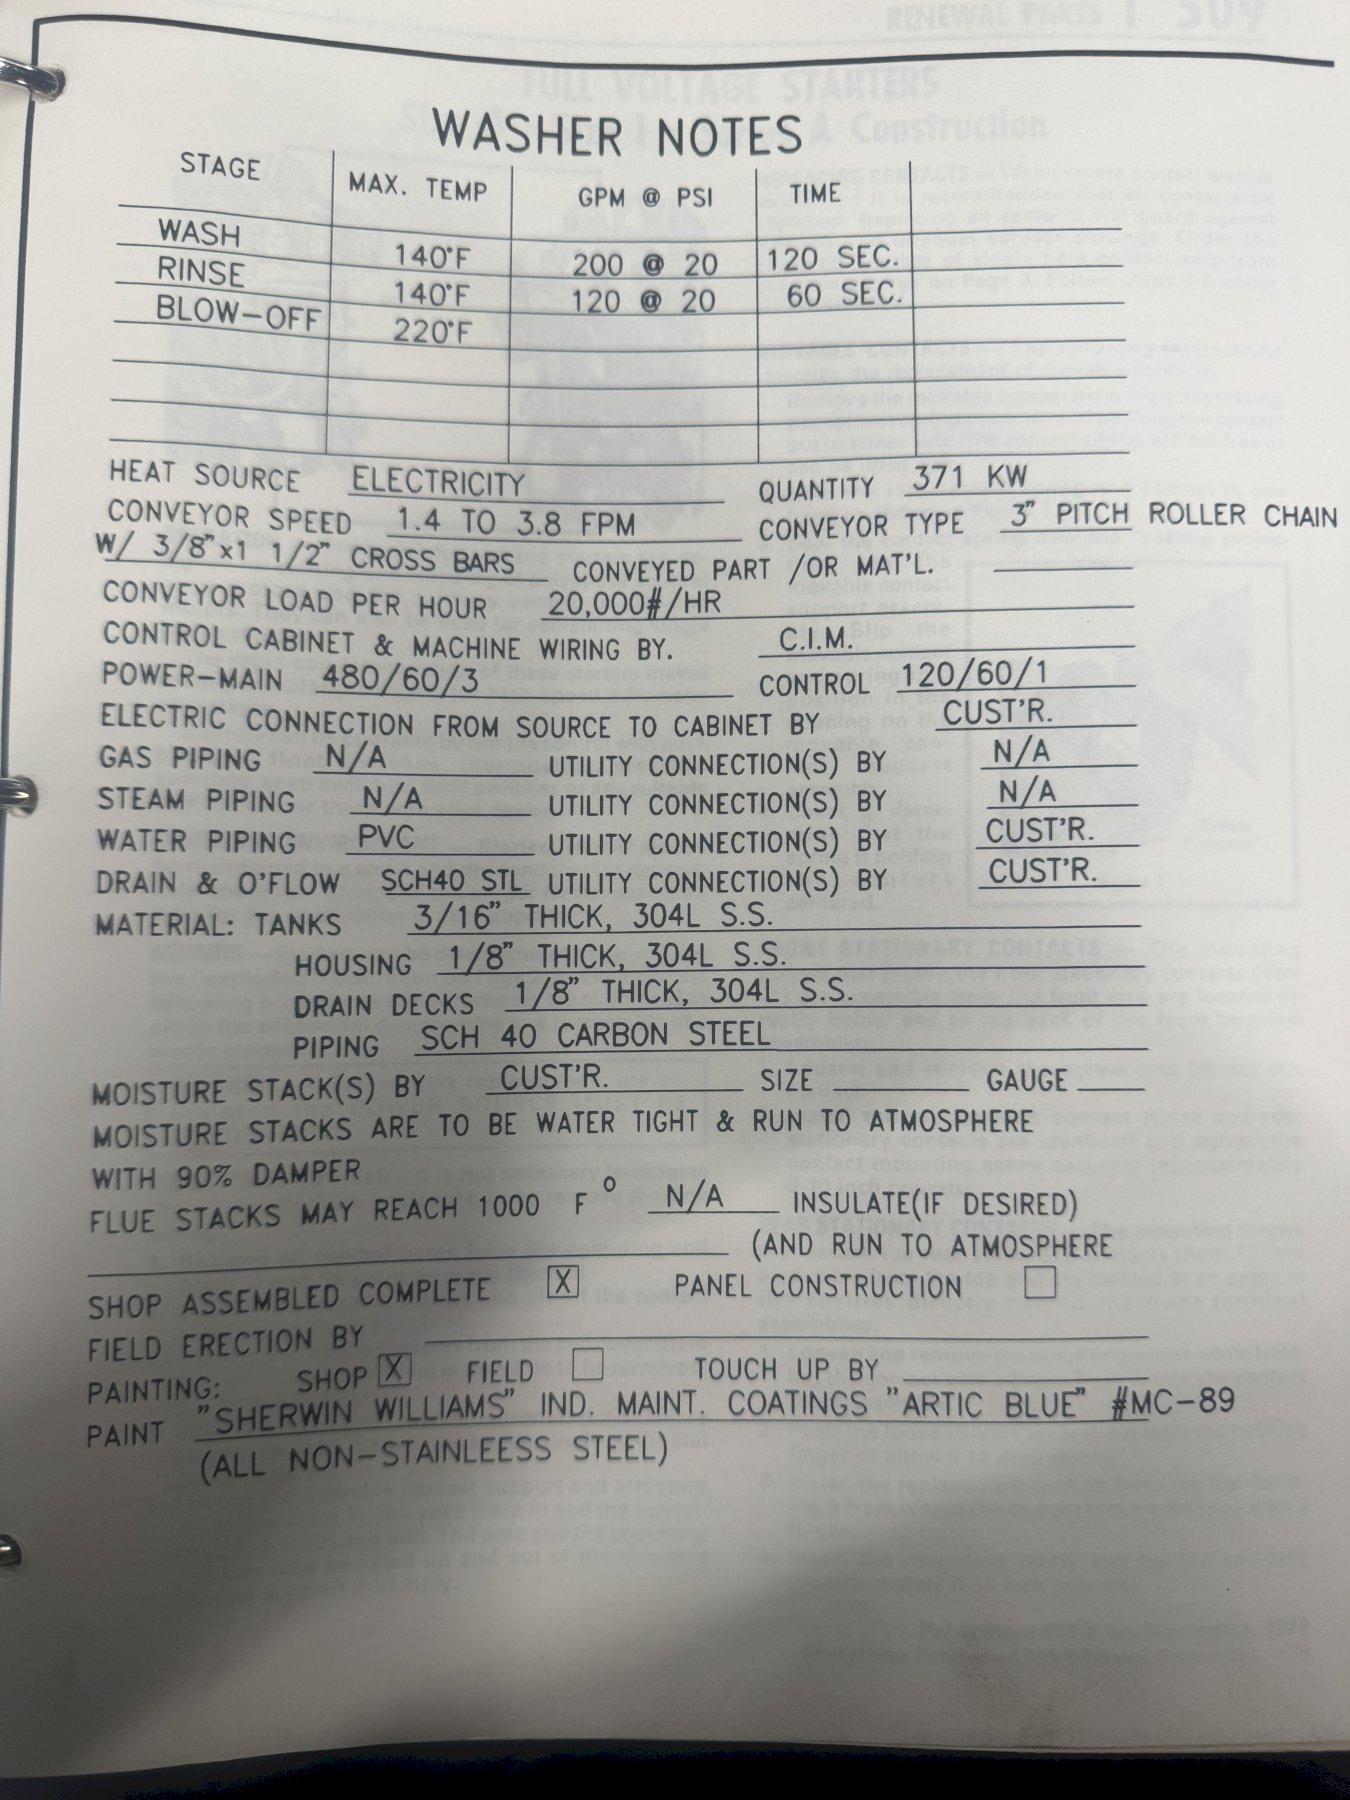 RENEWAL PARTS 509
FULL VOLTAGE STARTERS
A Construction
WASHER NOTES
STAGE MAX. TEMP GPM @ PSI TIME
WASH 140°F 200 @ 20 120 SEC.
RINSE 140°F 120 @ 20 60 SEC.
BLOW-OFF 220°F
HEAT SOURCE ELECTRICITY QUANTITY 371 KW
CONVEYOR SPEED 1.4 TO 3.8 FPM CONVEYOR TYPE 3" PITCH ROLLER CHAIN
W/ 3/8"x1 1/2" CROSS BARS CONVEYED PART /OR MAT'L.
CONVEYOR LOAD PER HOUR 20,000#/HR
CONTROL CABINET & MACHINE WIRING BY. C.I.M.
POWER-MAIN 480/60/3 CONTROL 120/60/1
ELECTRIC CONNECTION FROM SOURCE TO CABINET BY CUST'R.
GAS PIPING N/A UTILITY CONNECTION(S) BY N/A
STEAM PIPING N/A UTILITY CONNECTION(S) BY N/A
WATER PIPING PVC UTILITY CONNECTION(S) BY CUST'R.
DRAIN & O'FLOW SCH40 STL UTILITY CONNECTION(S) BY CUST'R.
MATERIAL: TANKS 3/16" THICK, 304L S.S.
HOUSING 1/8" THICK, 304L S.S.
DRAIN DECKS 1/8" THICK, 304L S.S.
PIPING SCH 40 CARBON STEEL
MOISTURE STACK(S) BY CUST'R. SIZE GAUGE
MOISTURE STACKS ARE TO BE WATER TIGHT & RUN TO ATMOSPHERE
WITH 90% DAMPER
FLUE STACKS MAY REACH 1000 F° N/A INSULATE(IF DESIRED)
(AND RUN TO ATMOSPHERE
SHOP ASSEMBLED COMPLETE X PANEL CONSTRUCTION
FIELD ERECTION BY
PAINTING: SHOP X FIELD TOUCH UP BY
PAINT "SHERWIN WILLIAMS" IND. MAINT. COATINGS "ARTIC BLUE" #MC-89
(ALL NON-STAINLEESS STEEL)